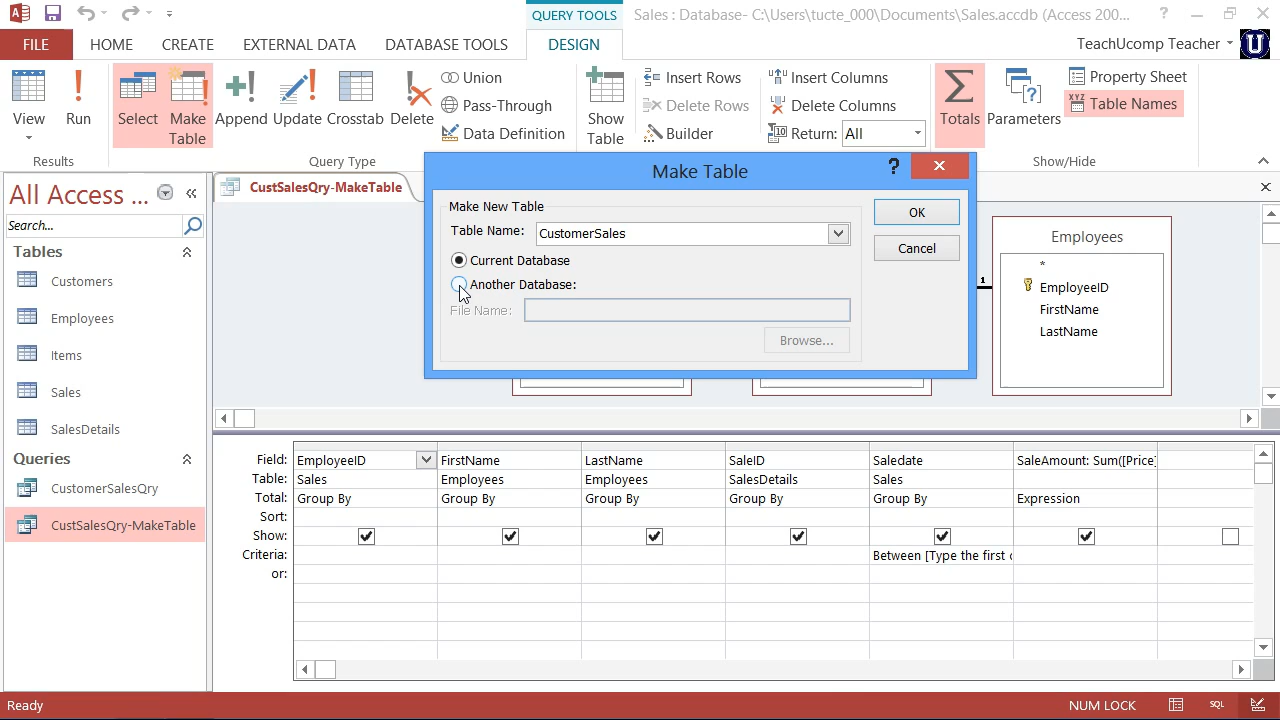 QUERY TOOLS
Sales : Database- C:\Users\tucte_000\Documents\Sales.accdb (Access 200...
?
FILE HOME CREATE EXTERNAL DATA DATABASE TOOLS DESIGN
TeachUcomp Teacher
View
Run
Results
Select
Make Table
Append
Update
Crosstab
Delete
Union
Pass-Through
Data Definition
Query Type
Show Table
Insert Rows
Delete Rows
Builder
Insert Columns
Delete Columns
Return: All
Totals
Parameters
Property Sheet
Table Names
Show/Hide
All Access ...
Search...
Tables
Customers
Employees
Items
Sales
SalesDetails
Queries
CustomerSalesQry
CustSalesQry-MakeTable
CustSalesQry-MakeTable
Make Table
?
Make New Table
Table Name: CustomerSales
Current Database
Another Database:
File Name:
Browse...
OK
Cancel
1
Employees
*
EmployeeID
FirstName
LastName
Field: EmployeeID FirstName LastName SaleID Saledate SaleAmount: Sum([Price]
Table: Sales Employees Employees SalesDetails Sales
Total: Group By Group By Group By Group By Group By Expression
Sort:
Show:
Criteria: Between [Type the first d
or:
Ready
NUM LOCK
SQL